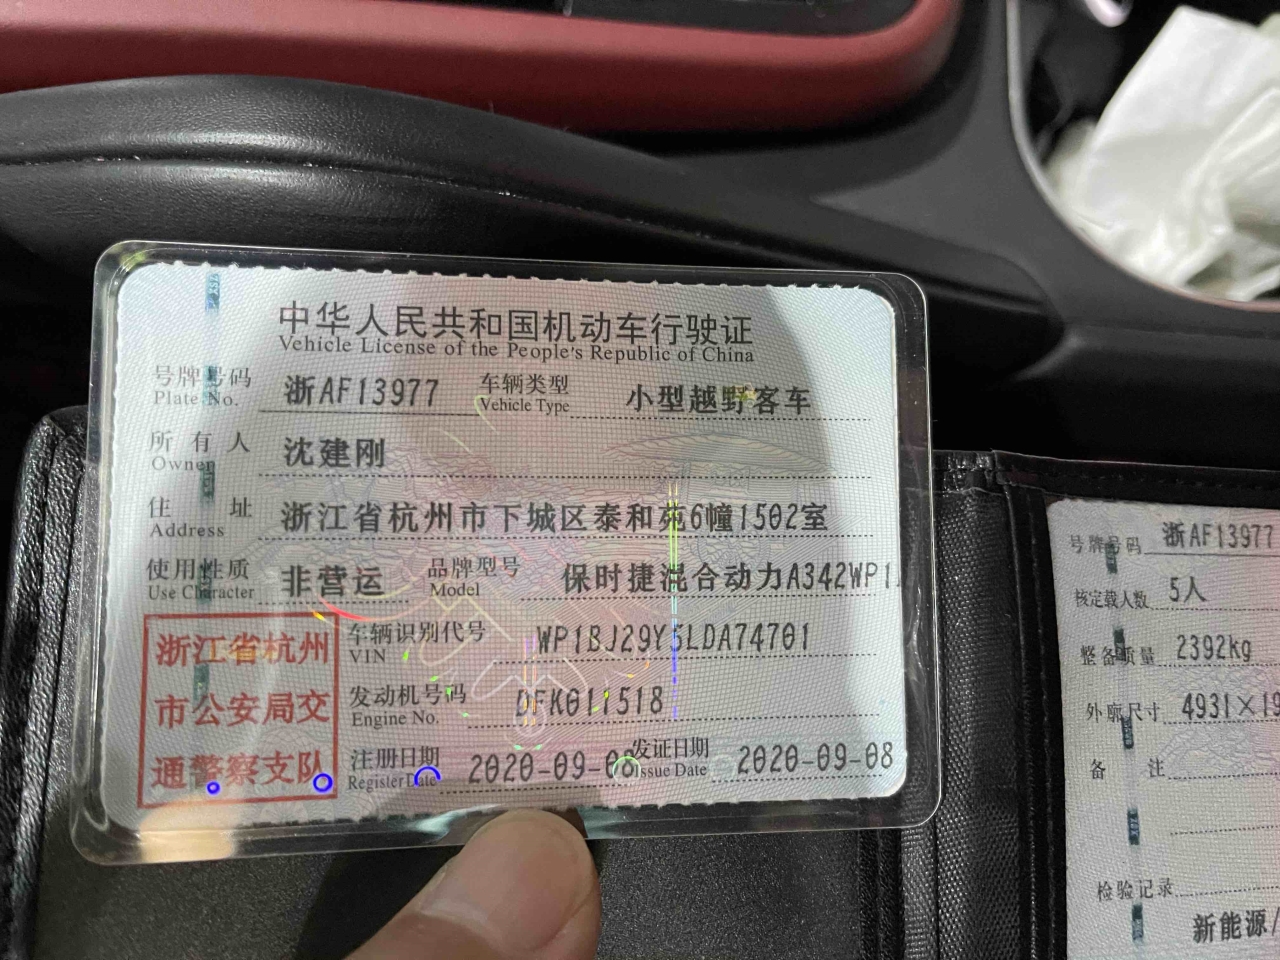 中华人民共和国机动车行驶证
Vehicle License of the People's Republic of China
号牌号码 浙AF13977 车辆类型 小型越野客车
Plate No. Vehicle Type
所有人 沈建刚
Owner
住址 浙江省杭州市下城区泰和苑6幢1502室
Address
使用性质 非营运 品牌型号 保时捷混合动力A342WP1
Use Character Model
浙江省杭州
市公安局交
通警察支队
车辆识别代号 WP1BJ29Y5LDA74701
VIN
发动机号码 DFK011518
Engine No.
注册日期 2020-09-08 发证日期 2020-09-08
Register Date Issue Date
号牌号码 浙AF13977
核定载人数 5人
整备质量 2392kg
外廓尺寸 4931×19
备注
检验记录
新能源/